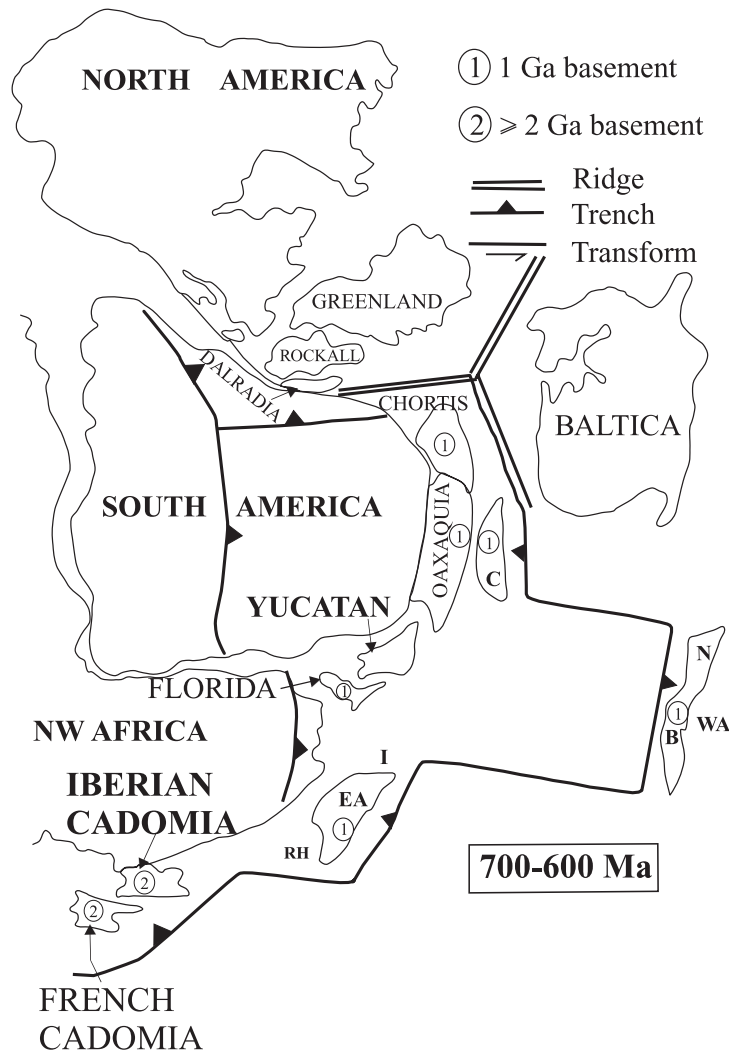 NORTH AMERICA
1 1 Ga basement
2 ⩾ 2 Ga basement
Ridge
Trench
Transform
GREENLAND
ROCKALL
DALRADIA
CHORTIS
1
BALTICA
SOUTH AMERICA
OAXAQUIA
1
1
C
YUCATAN
FLORIDA
1
N
1
B
WA
NW AFRICA
I
IBERIAN
CADOMIA
EA
1
RH
700-600 Ma
2
2
FRENCH
CADOMIA